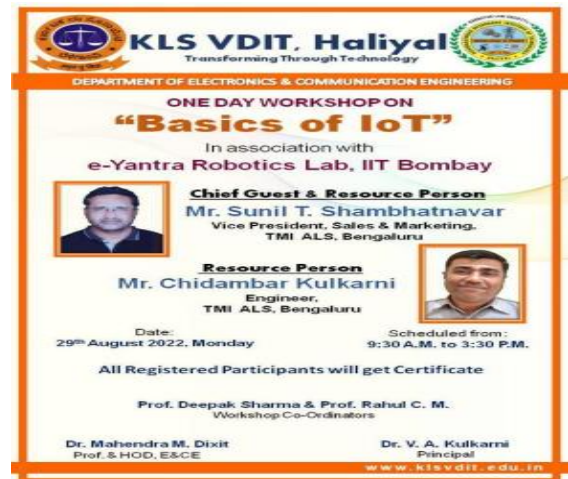 KLS VDIT, Haliyal
Transforming Through Technology
DEPARTMENT OF ELECTRONICS & COMMUNICATION ENGINEERING
ONE DAY WORKSHOP ON
“Basics of IoT”
In association with
e-Yantra Robotics Lab, IIT Bombay
Chief Guest & Resource Person
Mr. Sunil T. Shambhatnavar
Vice President, Sales & Marketing,
TMI ALS, Bengaluru
Resource Person
Mr. Chidambar Kulkarni
Engineer,
TMI ALS, Bengaluru
Date:
29th August 2022, Monday
Scheduled from:
9:30 A.M. to 3:30 P.M.
All Registered Participants will get Certificate
Prof. Deepak Sharma & Prof. Rahul C. M.
Workshop Co-Ordinators
Dr. Mahendra M. Dixit
Prof. & HOD, E&CE
Dr. V. A. Kulkarni
Principal
www.klsvdit.edu.in